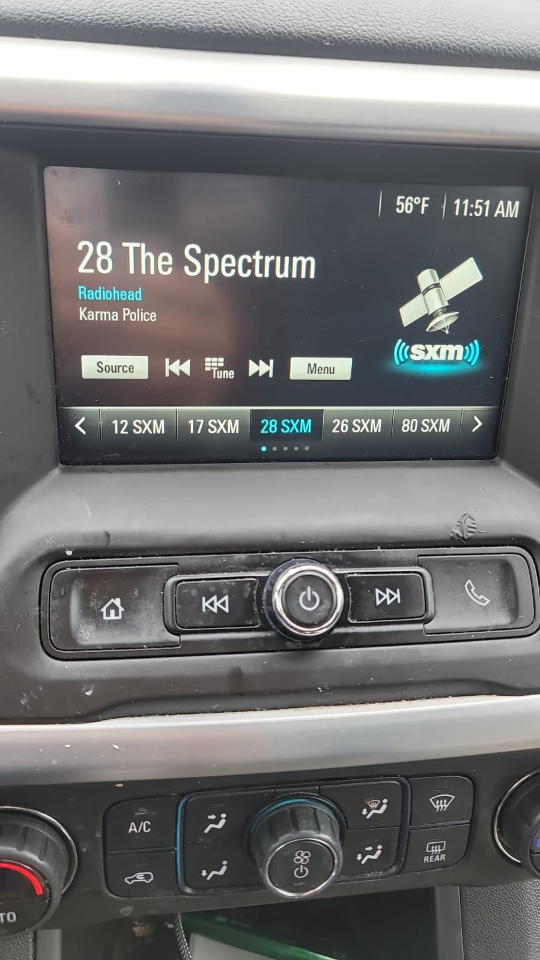 56°F 11:51 AM
28 The Spectrum
Radiohead
Karma Police
sxm
Source Tune Menu
12 SXM 17 SXM 28 SXM 26 SXM 80 SXM
A/C
REAR